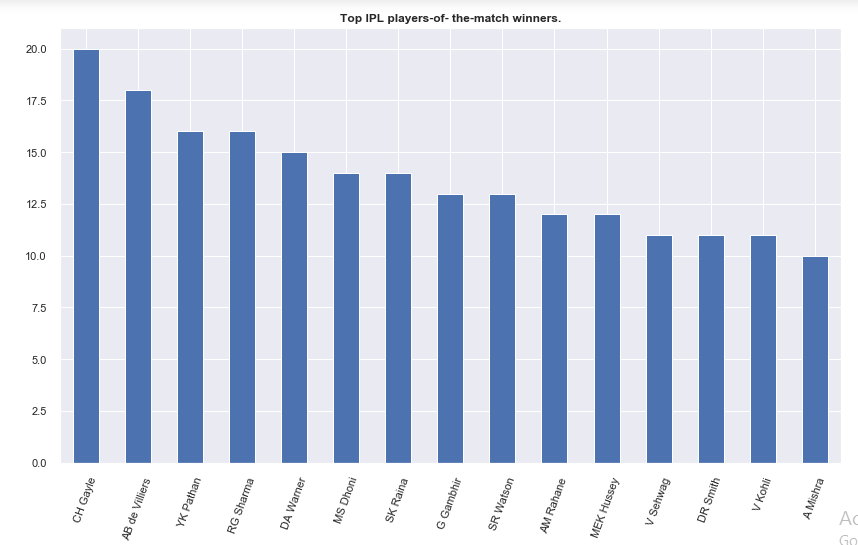 Top IPL players-of- the-match winners.
20.0
17.5
15.0
12.5
10.0
7.5
5.0
2.5
0.0
CH Gayle
AB de Villiers
YK Pathan
RG Sharma
DA Warner
MS Dhoni
SK Raina
G Gambhir
SR Watson
AM Rahane
MEK Hussey
V Sehwag
DR Smith
V Kohli
A Mishra
Ac
Go